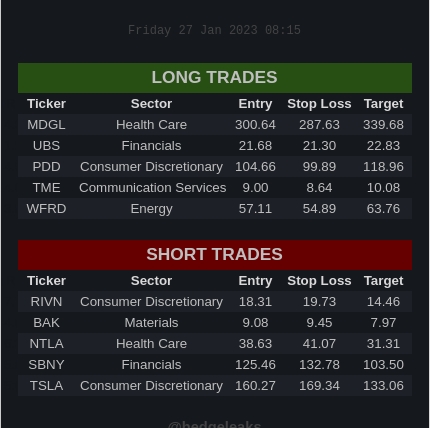 Friday 27 Jan 2023 08:15
LONG TRADES
Ticker Sector Entry Stop Loss Target
MDGL Health Care 300.64 287.63 339.68
UBS Financials 21.68 21.30 22.83
PDD Consumer Discretionary 104.66 99.89 118.96
TME Communication Services 9.00 8.64 10.08
WFRD Energy 57.11 54.89 63.76
SHORT TRADES
Ticker Sector Entry Stop Loss Target
RIVN Consumer Discretionary 18.31 19.73 14.46
BAK Materials 9.08 9.45 7.97
NTLA Health Care 38.63 41.07 31.31
SBNY Financials 125.46 132.78 103.50
TSLA Consumer Discretionary 160.27 169.34 133.06
@hedgeleaks